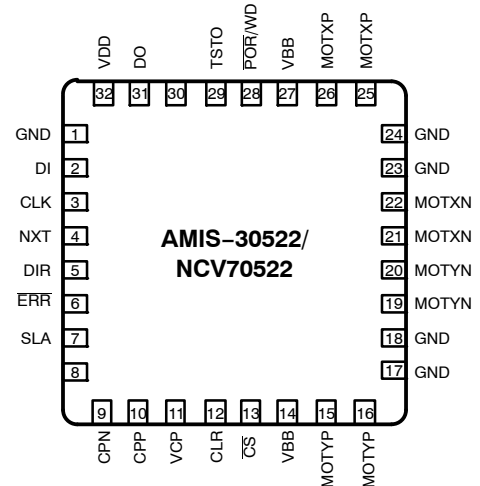 VDD
DO
TSTO
POR/WD
VBB
MOTXP
MOTXP
32
31
30
29
28
27
26
25
GND 1
DI 2
CLK 3
NXT 4
DIR 5
ERR 6
SLA 7
8
24 GND
23 GND
22 MOTXN
21 MOTXN
20 MOTYN
19 MOTYN
18 GND
17 GND
AMIS–30522/
NCV70522
9
10
11
12
13
14
15
16
CPN
CPP
VCP
CLR
CS
VBB
MOTYP
MOTYP